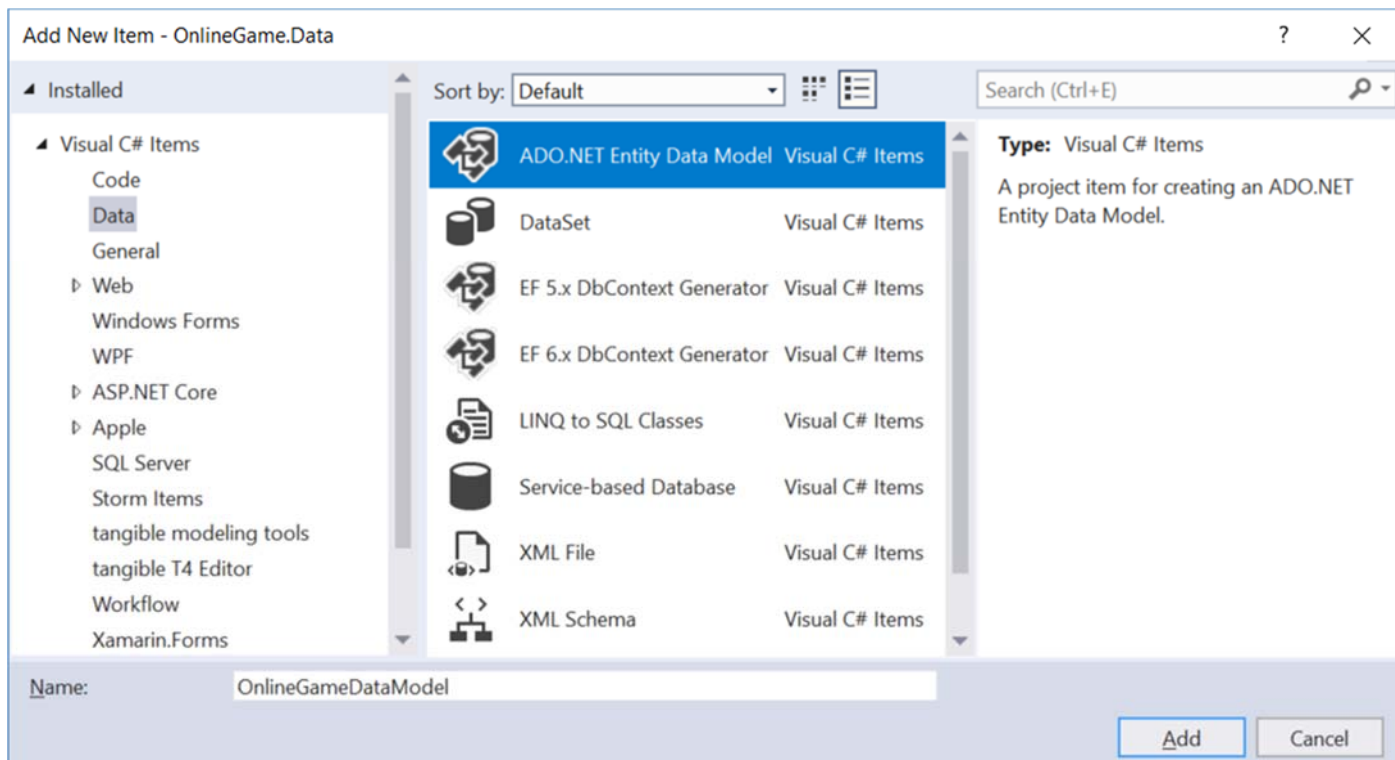 Add New Item - OnlineGame.Data
?
Installed
Sort by: Default
Search (Ctrl+E)
Visual C# Items
Code
Data
General
Web
Windows Forms
WPF
ASP.NET Core
Apple
SQL Server
Storm Items
tangible modeling tools
tangible T4 Editor
Workflow
Xamarin.Forms
ADO.NET Entity Data Model Visual C# Items
DataSet Visual C# Items
EF 5.x DbContext Generator Visual C# Items
EF 6.x DbContext Generator Visual C# Items
LINQ to SQL Classes Visual C# Items
Service-based Database Visual C# Items
XML File Visual C# Items
XML Schema Visual C# Items
Type: Visual C# Items
A project item for creating an ADO.NET
Entity Data Model.
Name: OnlineGameDataModel
Add Cancel